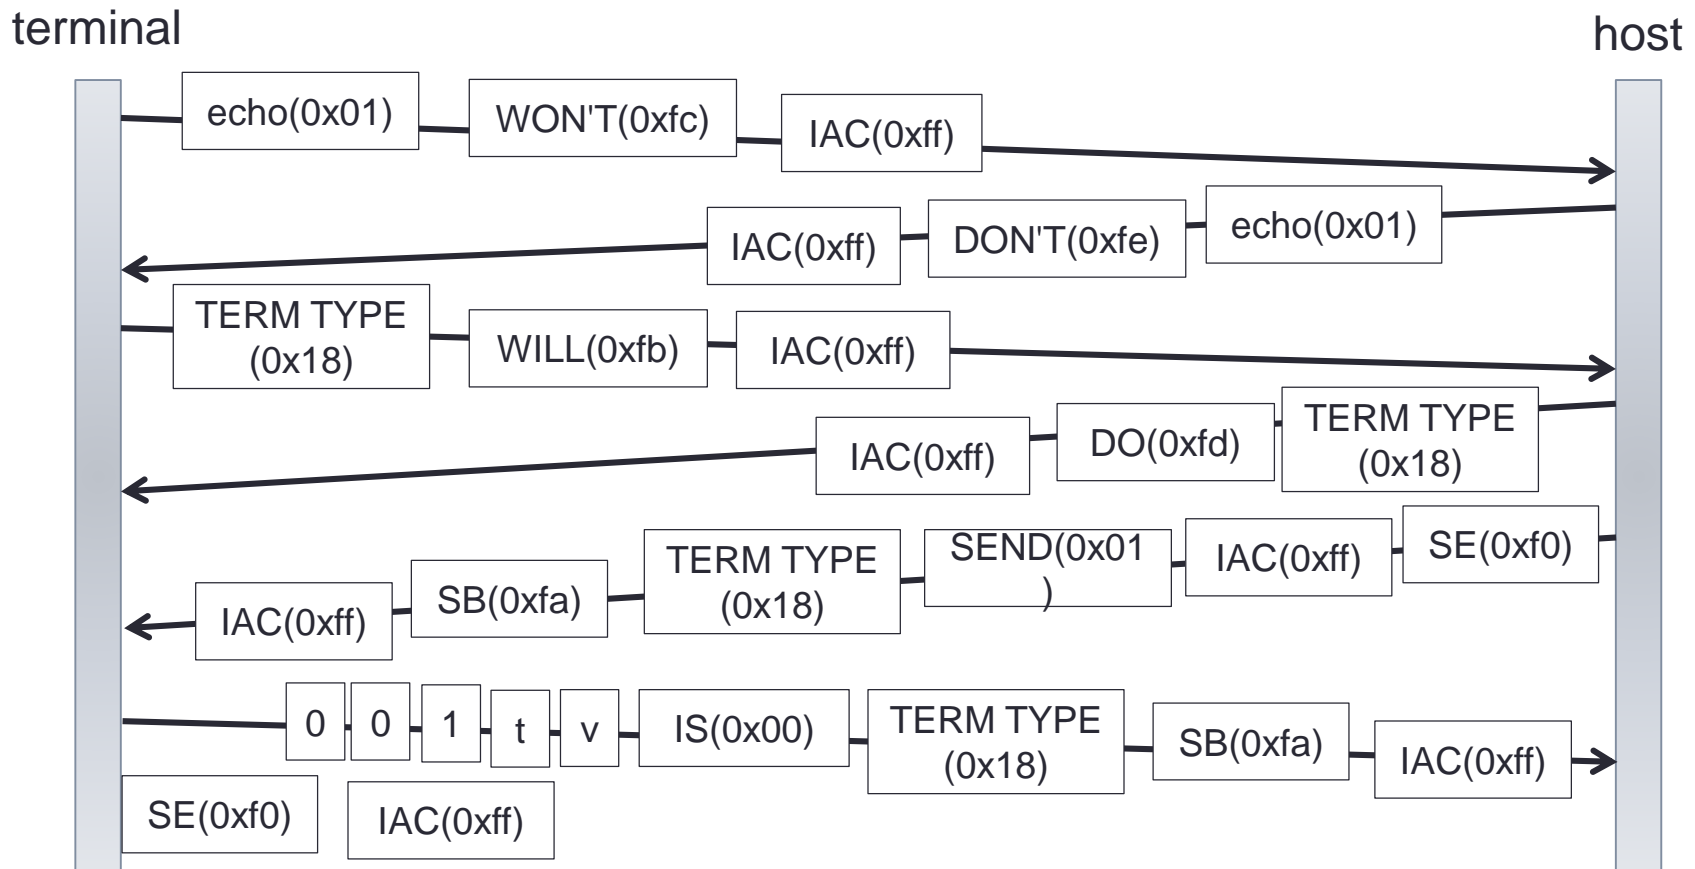 terminal
host
echo(0x01)
WON'T(0xfc)
IAC(0xff)
IAC(0xff)
DON'T(0xfe)
echo(0x01)
TERM TYPE
(0x18)
WILL(0xfb)
IAC(0xff)
IAC(0xff)
DO(0xfd)
TERM TYPE
(0x18)
IAC(0xff)
SB(0xfa)
TERM TYPE
(0x18)
SEND(0x01
)
IAC(0xff)
SE(0xf0)
0
0
1
t
v
IS(0x00)
TERM TYPE
(0x18)
SB(0xfa)
IAC(0xff)
SE(0xf0)
IAC(0xff)